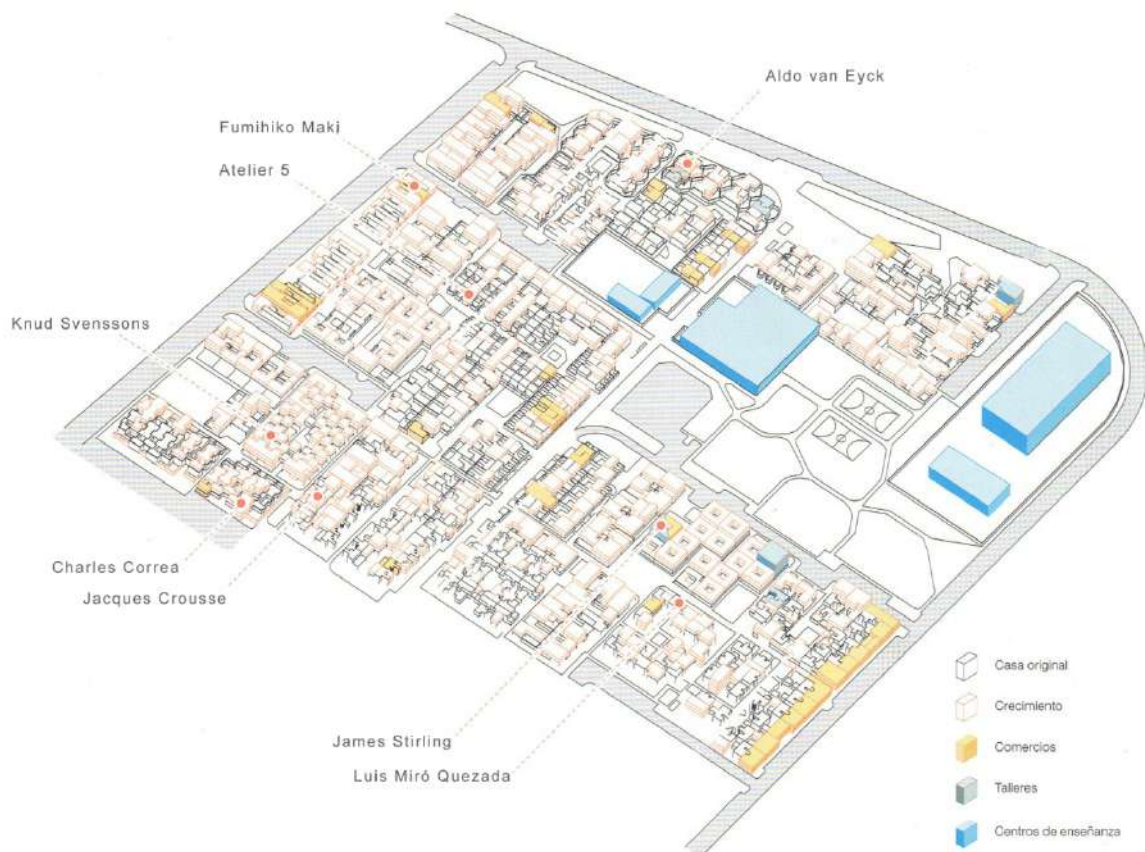 Aldo van Eyck
Fumihiko Maki
Atelier 5
Knud Svenssons
Charles Correa
Jacques Crousse
James Stirling
Luis Miró Quezada
Casa original
Crecimiento
Comercios
Talleres
Centros de enseñanza